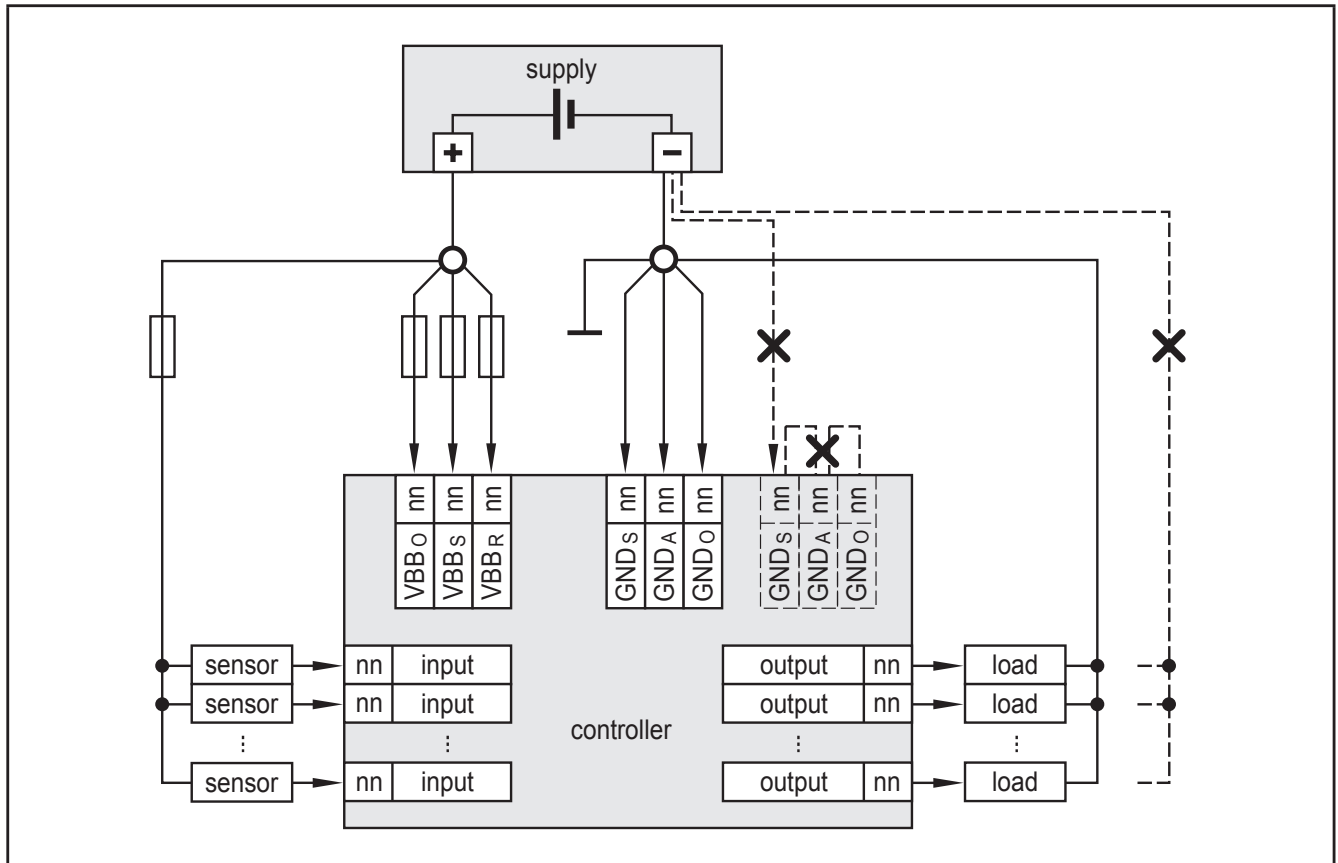 supply
+ −
nn nn nn nn nn nn nn nn nn
VBBO VBBS VBBR GNDS GNDA GNDO GNDS GNDA GNDO
sensor nn input output nn load
sensor nn input output nn load
⋮ ⋮ controller ⋮ ⋮
sensor nn input output nn load